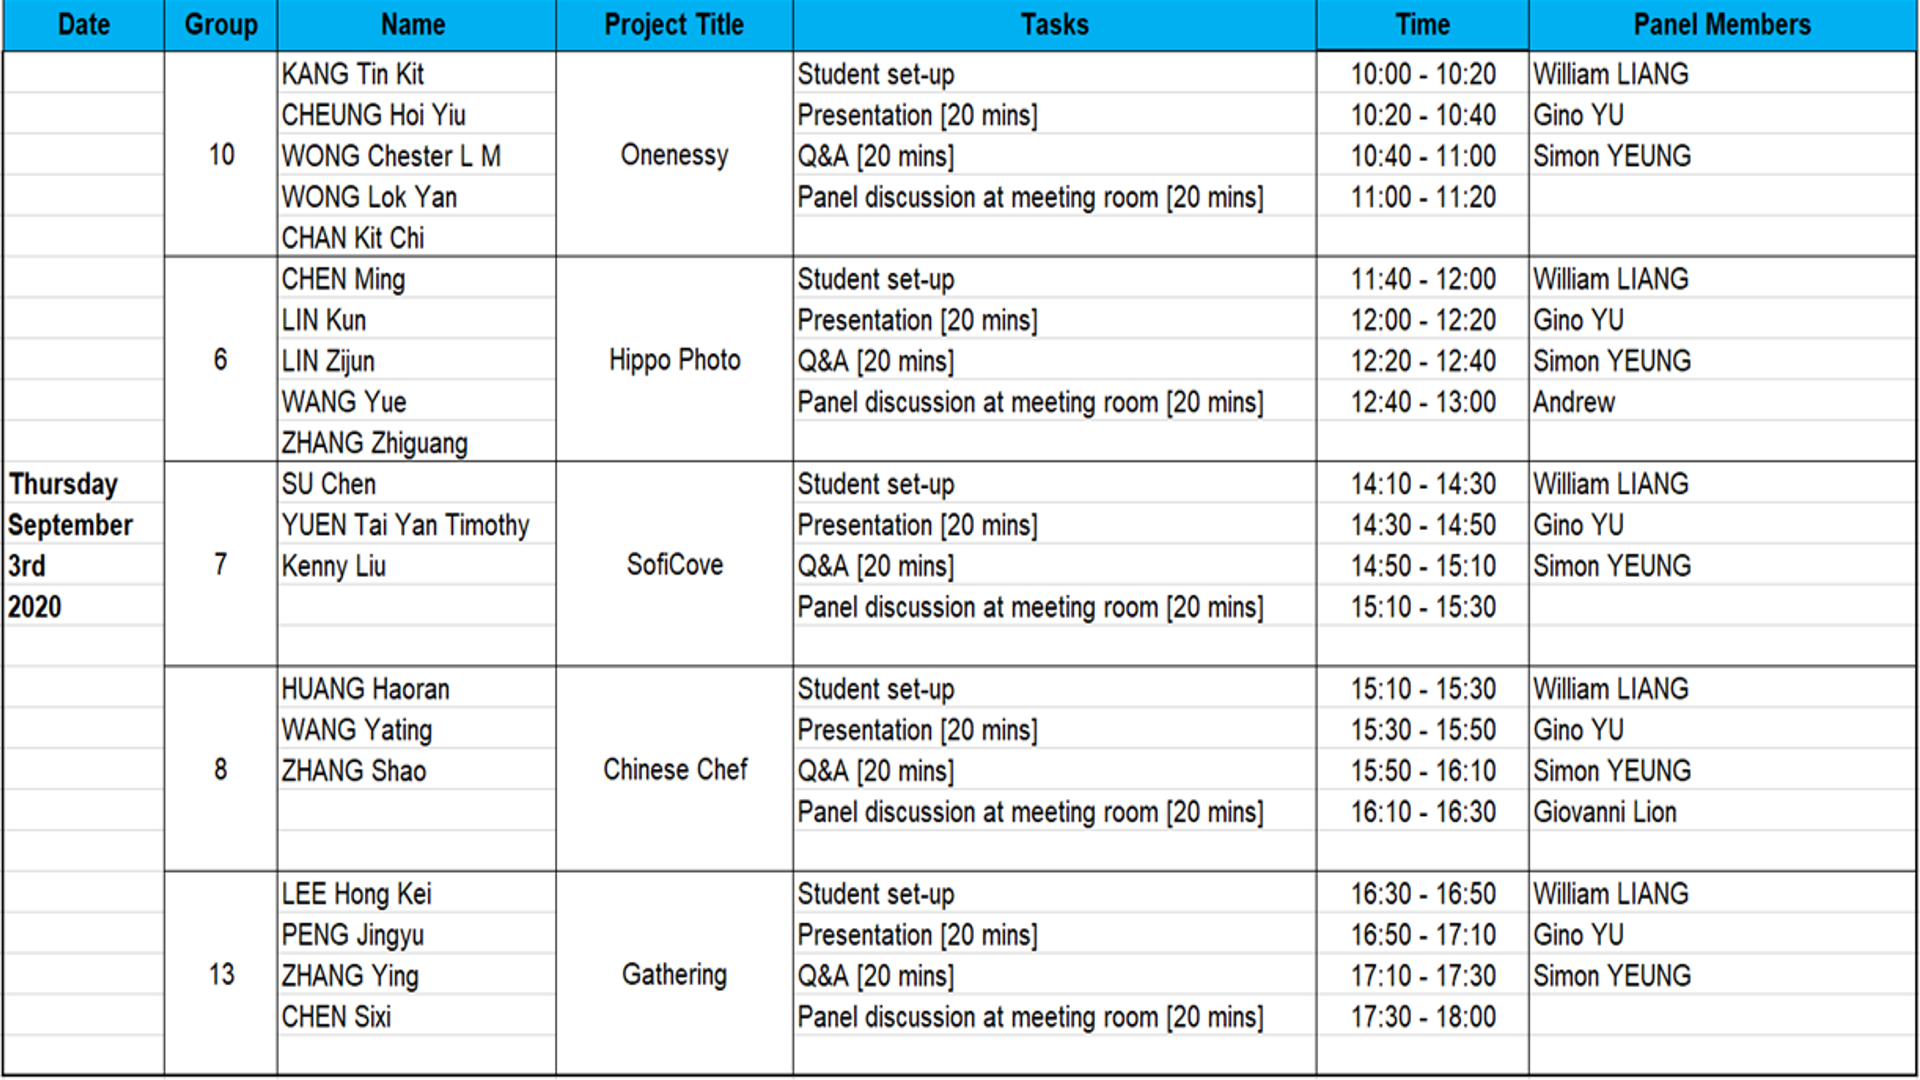 Date Group Name Project Title Tasks Time Panel Members
KANG Tin Kit Student set-up 10:00 - 10:20 William LIANG
CHEUNG Hoi Yiu Presentation [20 mins] 10:20 - 10:40 Gino YU
10 WONG Chester L M Onenessy Q&A [20 mins] 10:40 - 11:00 Simon YEUNG
WONG Lok Yan Panel discussion at meeting room [20 mins] 11:00 - 11:20
CHAN Kit Chi
CHEN Ming Student set-up 11:40 - 12:00 William LIANG
LIN Kun Presentation [20 mins] 12:00 - 12:20 Gino YU
6 LIN Zijun Hippo Photo Q&A [20 mins] 12:20 - 12:40 Simon YEUNG
WANG Yue Panel discussion at meeting room [20 mins] 12:40 - 13:00 Andrew
ZHANG Zhiguang
Thursday SU Chen Student set-up 14:10 - 14:30 William LIANG
September YUEN Tai Yan Timothy Presentation [20 mins] 14:30 - 14:50 Gino YU
3rd 7 Kenny Liu SofiCove Q&A [20 mins] 14:50 - 15:10 Simon YEUNG
2020 Panel discussion at meeting room [20 mins] 15:10 - 15:30
HUANG Haoran Student set-up 15:10 - 15:30 William LIANG
WANG Yating Presentation [20 mins] 15:30 - 15:50 Gino YU
8 ZHANG Shao Chinese Chef Q&A [20 mins] 15:50 - 16:10 Simon YEUNG
Panel discussion at meeting room [20 mins] 16:10 - 16:30 Giovanni Lion
LEE Hong Kei Student set-up 16:30 - 16:50 William LIANG
PENG Jingyu Presentation [20 mins] 16:50 - 17:10 Gino YU
13 ZHANG Ying Gathering Q&A [20 mins] 17:10 - 17:30 Simon YEUNG
CHEN Sixi Panel discussion at meeting room [20 mins] 17:30 - 18:00